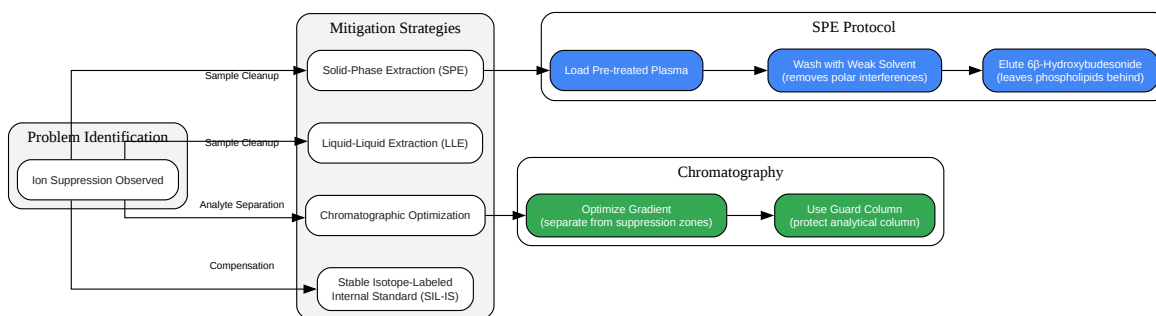 Problem Identification
Ion Suppression Observed
Sample Cleanup
Sample Cleanup
Analyte Separation
Compensation
Mitigation Strategies
Solid-Phase Extraction (SPE)
Liquid-Liquid Extraction (LLE)
Chromatographic Optimization
Stable Isotope-Labeled
Internal Standard (SIL-IS)
SPE Protocol
Load Pre-treated Plasma
Wash with Weak Solvent
(removes polar interferences)
Elute 6β-Hydroxybudesonide
(leaves phospholipids behind)
Chromatography
Optimize Gradient
(separate from suppression zones)
Use Guard Column
(protect analytical column)